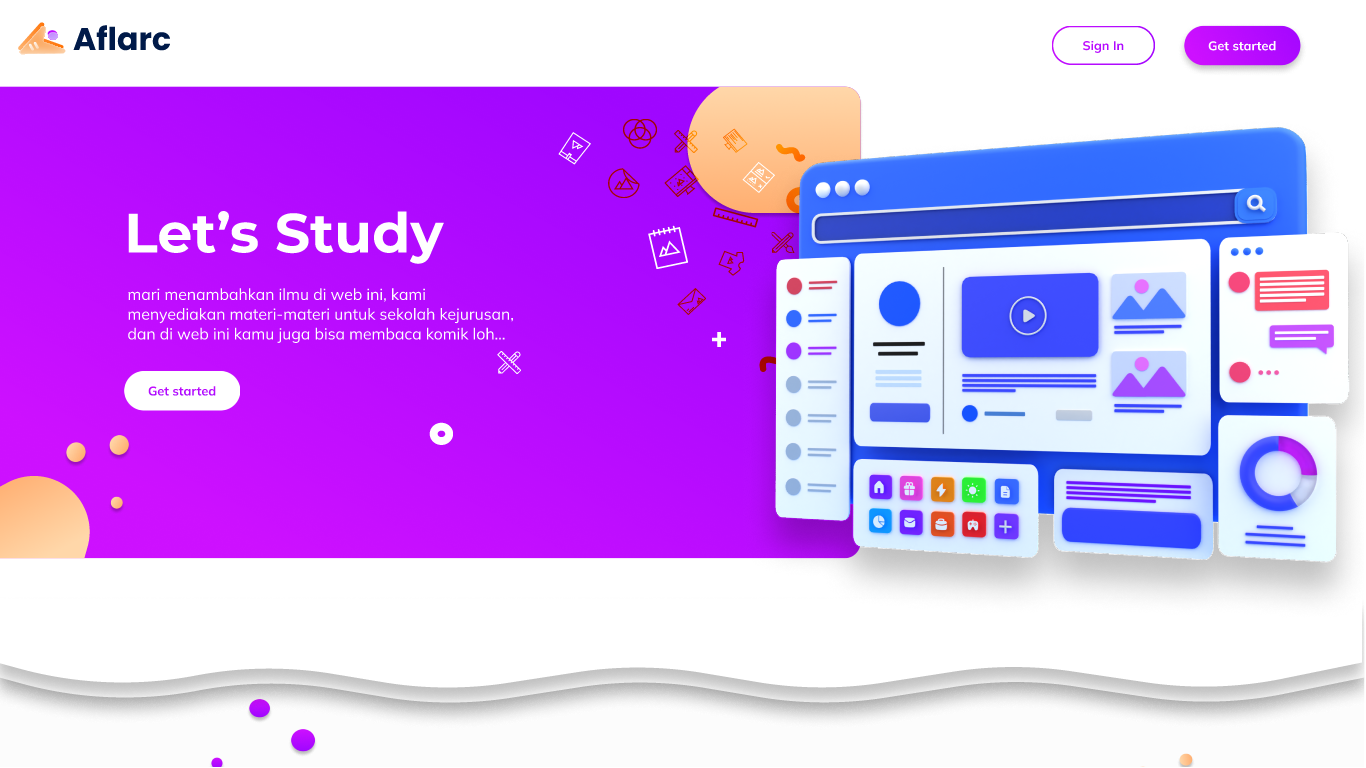 Aflarc
Sign In
Get started
Let's Study
mari menambahkan ilmu di web ini, kami
menyediakan materi-materi untuk sekolah kejurusan,
dan di web ini kamu juga bisa membaca komik loh...
Get started